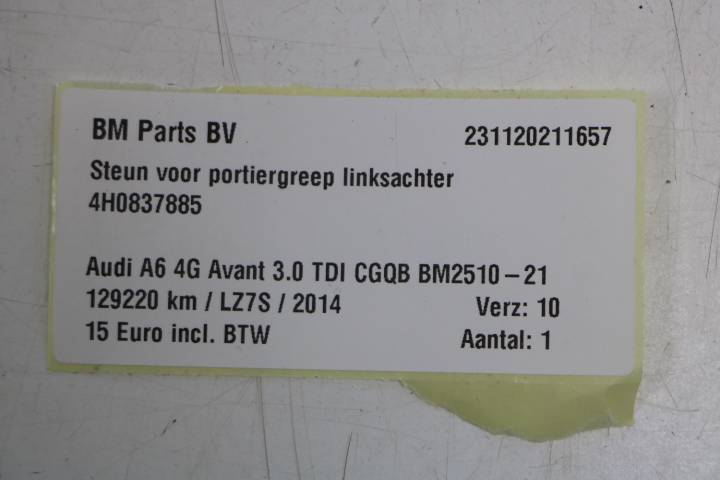 BM Parts BV 231120211657
Steun voor portiergreep linksachter
4H0837885
Audi A6 4G Avant 3.0 TDI CGQB BM2510-21
129220 km / LZ7S / 2014 Verz: 10
15 Euro incl. BTW Aantal: 1